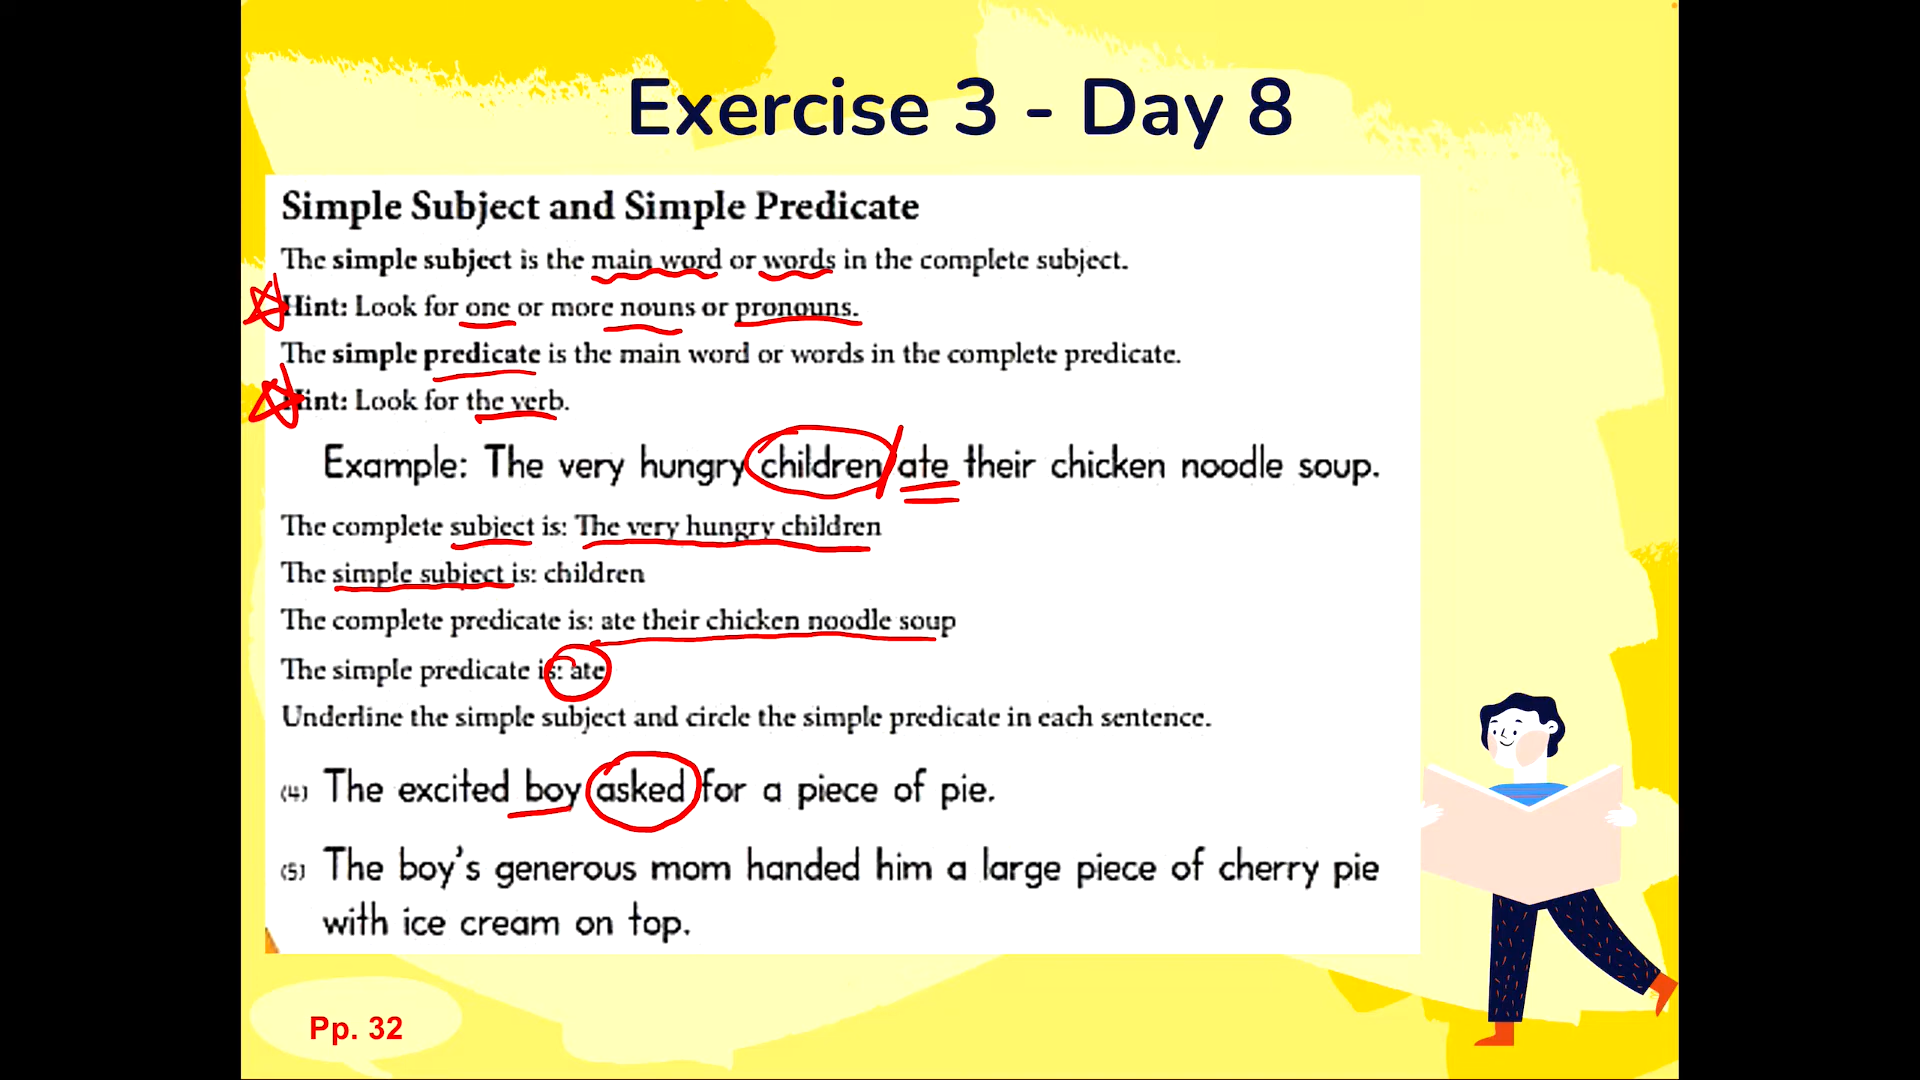 Exercise 3 - Day 8
Simple Subject and Simple Predicate
The simple subject is the main word or words in the complete subject.
Hint: Look for one or more nouns or pronouns.
The simple predicate is the main word or words in the complete predicate.
Hint: Look for the verb.
Example: The very hungry children ate their chicken noodle soup.
The complete subject is: The very hungry children
The simple subject is: children
The complete predicate is: ate their chicken noodle soup
The simple predicate is: ate
Underline the simple subject and circle the simple predicate in each sentence.
(4) The excited boy asked for a piece of pie.
(5) The boy's generous mom handed him a large piece of cherry pie
with ice cream on top.
Pp. 32